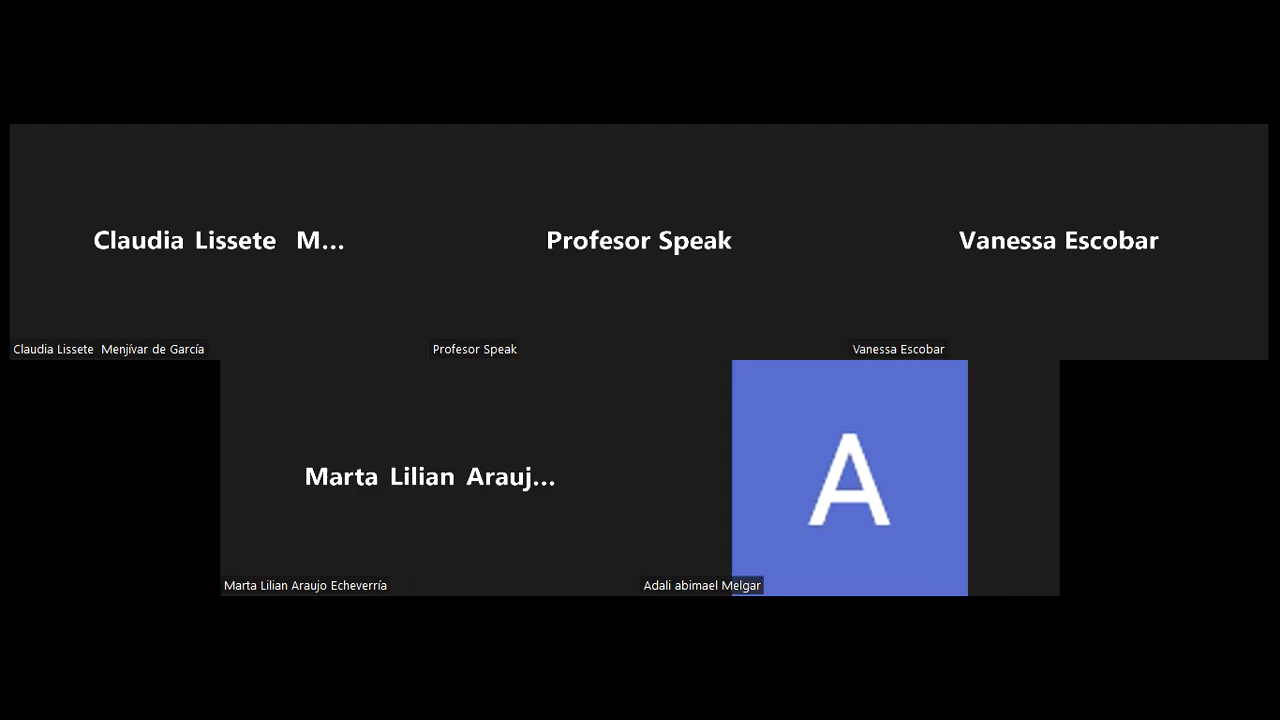 Claudia Lissete M...
Profesor Speak
Vanessa Escobar
Claudia Lissete Menjívar de García
Profesor Speak
Vanessa Escobar
Marta Lilian Arauj...
A
Marta Lilian Araujo Echeverría
Adali abimael Melgar